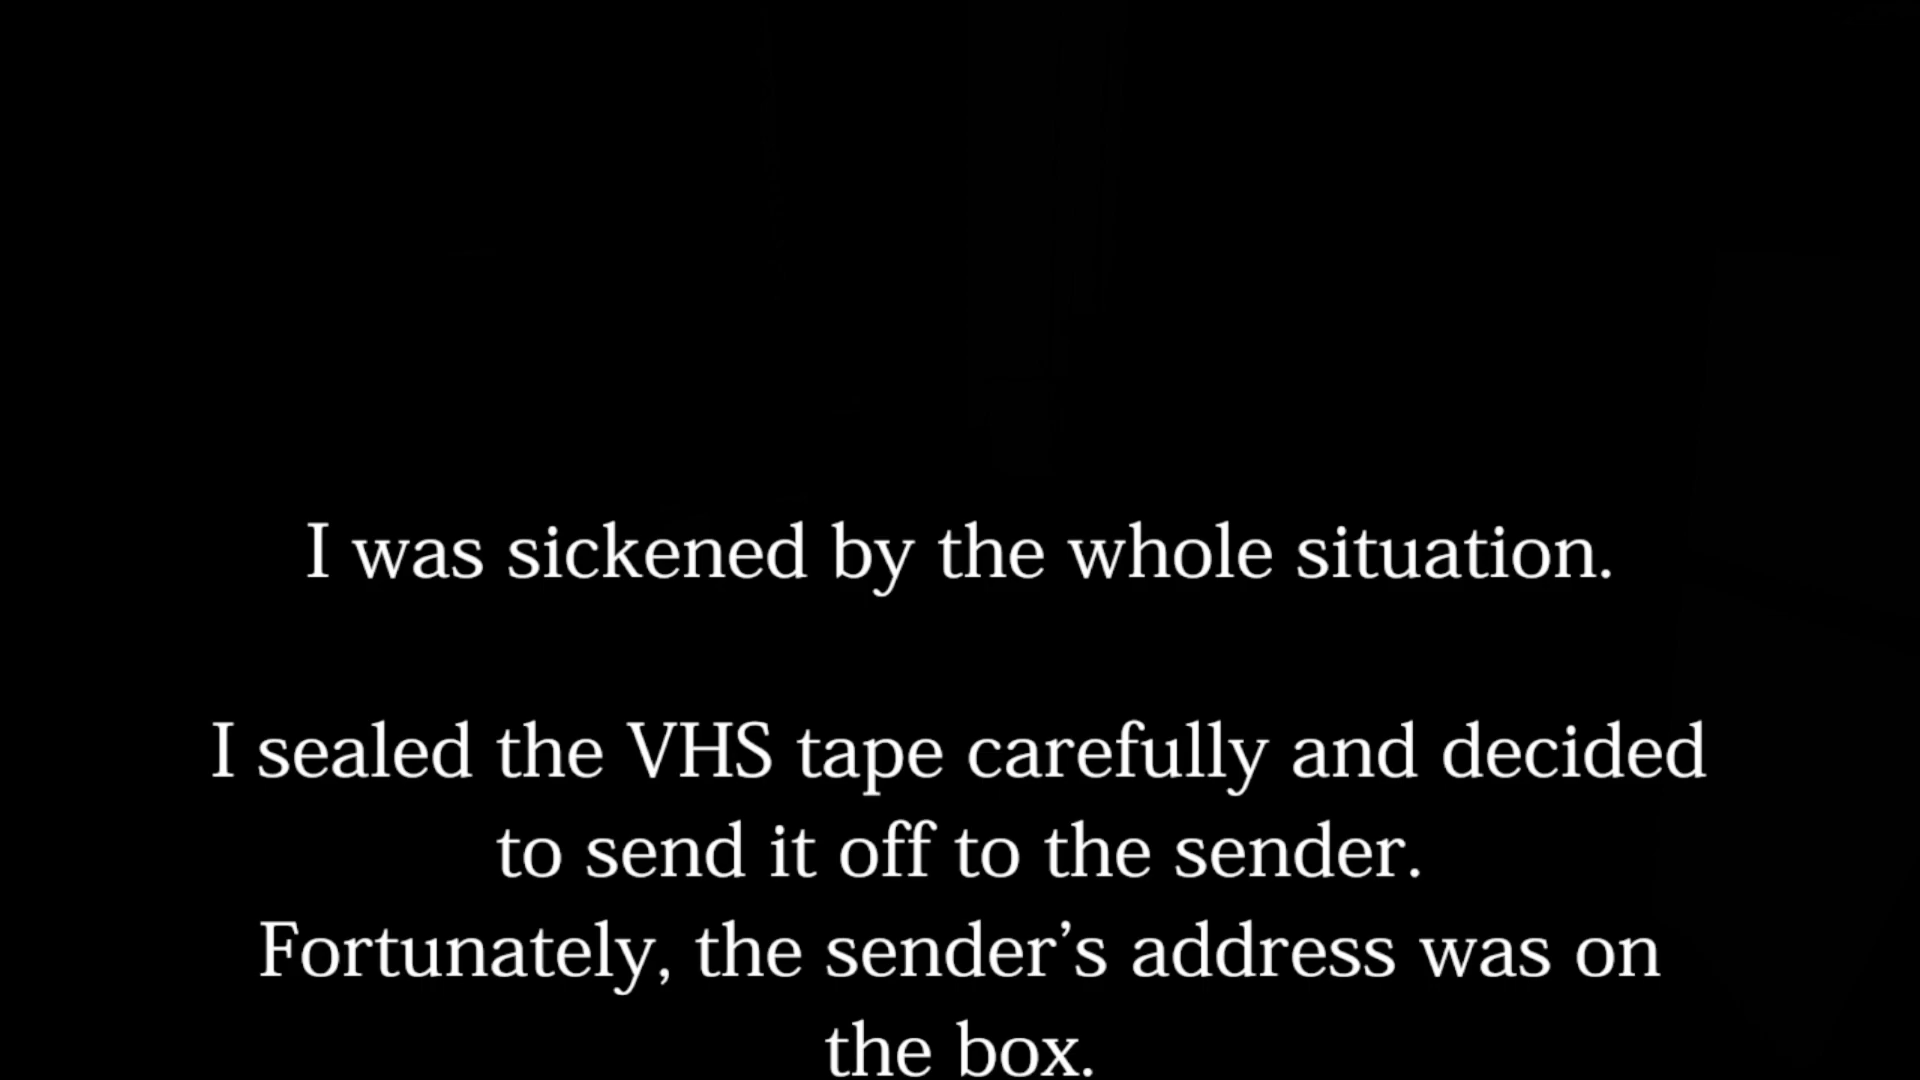 I was sickened by the whole situation.
I sealed the VHS tape carefully and decided
to send it off to the sender.
Fortunately, the sender’s address was on
the box.